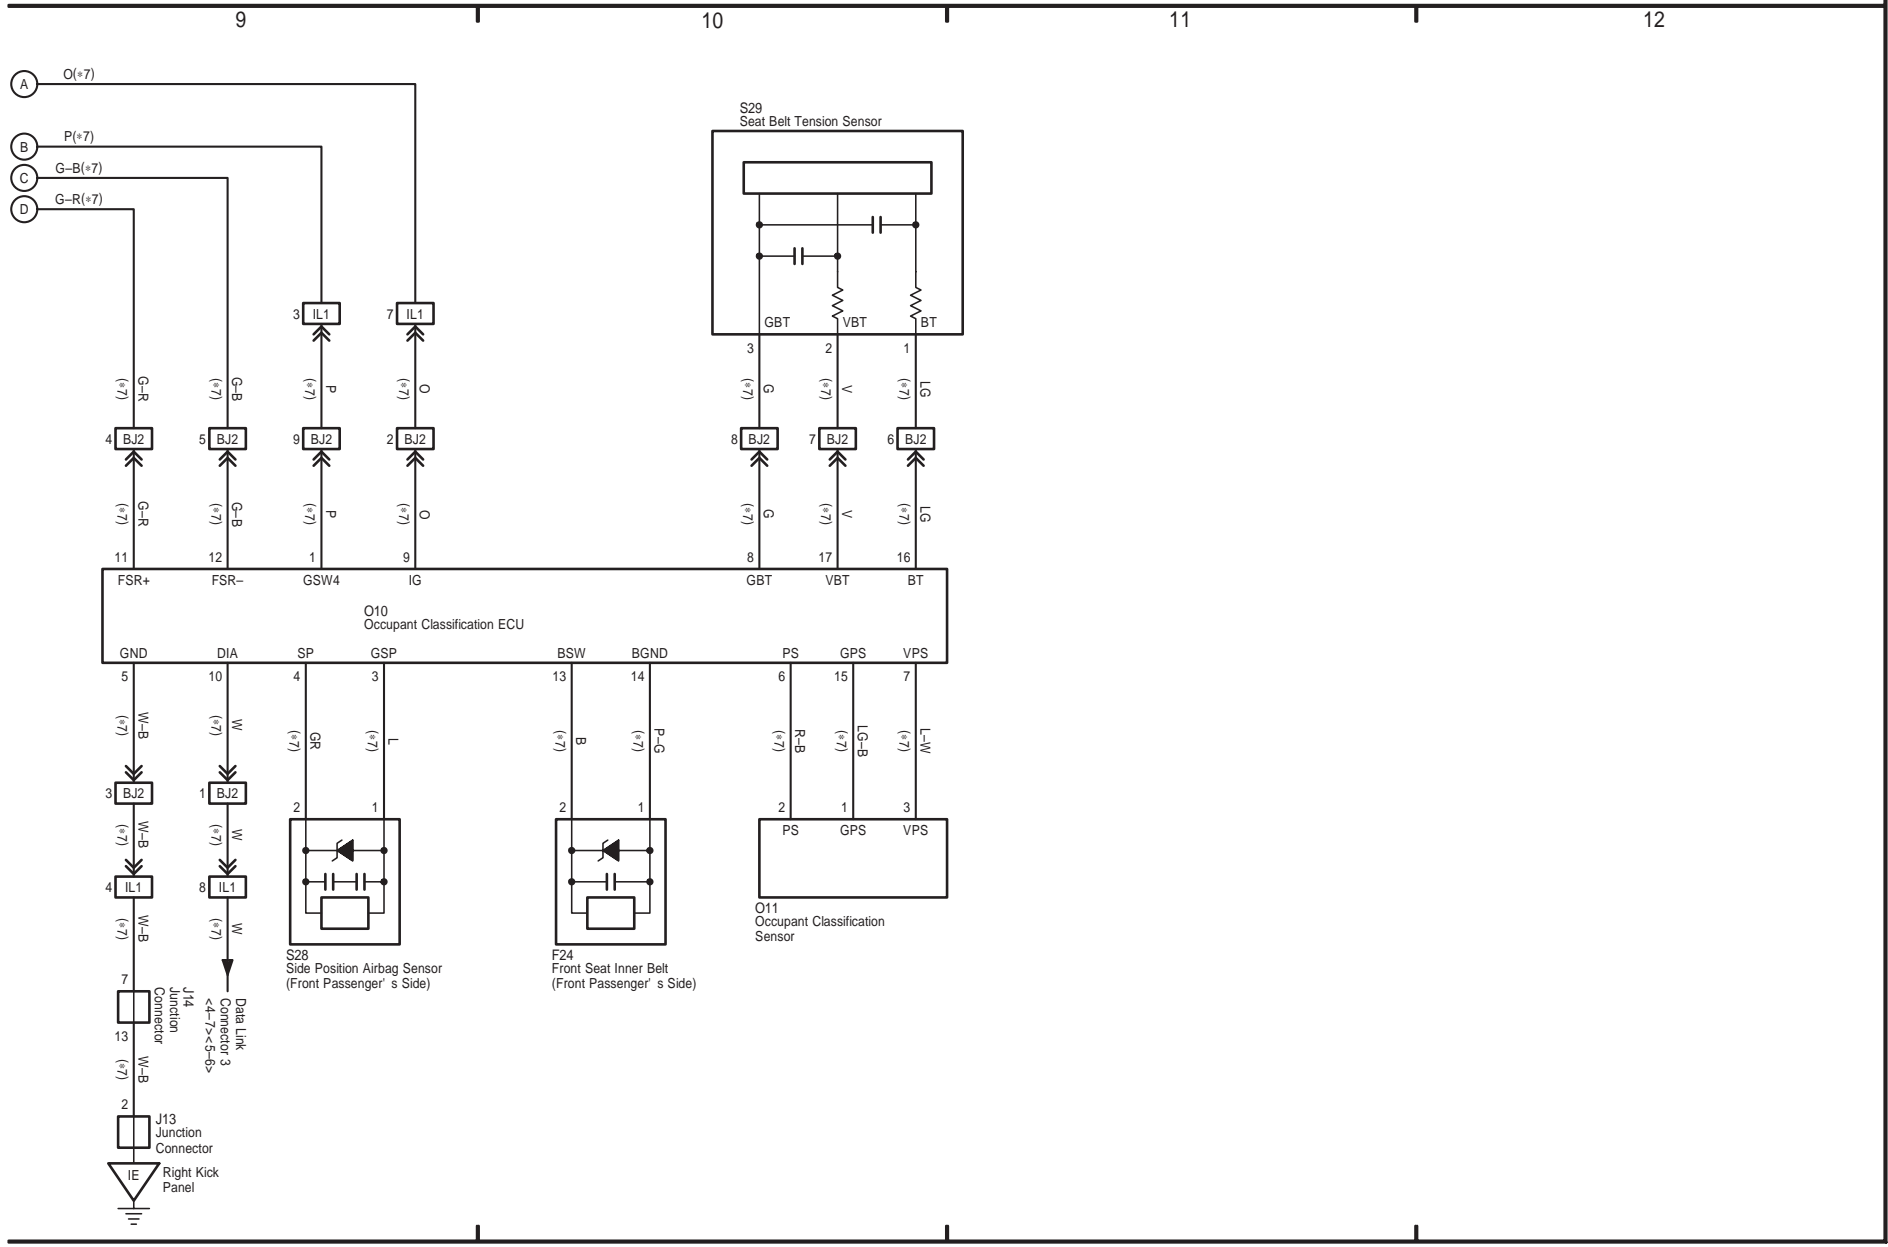 9
10
11
12
A
O(*7)
B
P(*7)
C
G–B(*7)
D
G–R(*7)
S29
Seat Belt Tension Sensor
GBT
VBT
BT
3
2
1
3 IL1
7 IL1
G–R
(*7)
G–B
(*7)
P
(*7)
O
(*7)
G
(*7)
V
(*7)
LG
(*7)
4 BJ2
5 BJ2
9 BJ2
2 BJ2
8 BJ2
7 BJ2
6 BJ2
G–R
(*7)
G–B
(*7)
P
(*7)
O
(*7)
G
(*7)
V
(*7)
LG
(*7)
11
12
1
9
8
17
16
FSR+
FSR–
GSW4
IG
GBT
VBT
BT
O10
Occupant Classification ECU
GND
DIA
SP
GSP
BSW
BGND
PS
GPS
VPS
5
10
4
3
13
14
6
15
7
W–B
(*7)
W
(*7)
GR
(*7)
L
(*7)
B
(*7)
P–G
(*7)
R–B
(*7)
LG–B
(*7)
L–W
(*7)
3 BJ2
1 BJ2
2
1
2
1
2
1
3
PS
GPS
VPS
W–B
(*7)
W
(*7)
4 IL1
8 IL1
W–B
(*7)
W
(*7)
O11
Occupant Classification
Sensor
S28
Side Position Airbag Sensor
(Front Passenger' s Side)
F24
Front Seat Inner Belt
(Front Passenger' s Side)
7
J14
Junction
Connector
13
Data Link
Connector 3
<4–7><5–6>
W–B
(*7)
2
J13
Junction
Connector
IE
Right Kick
Panel